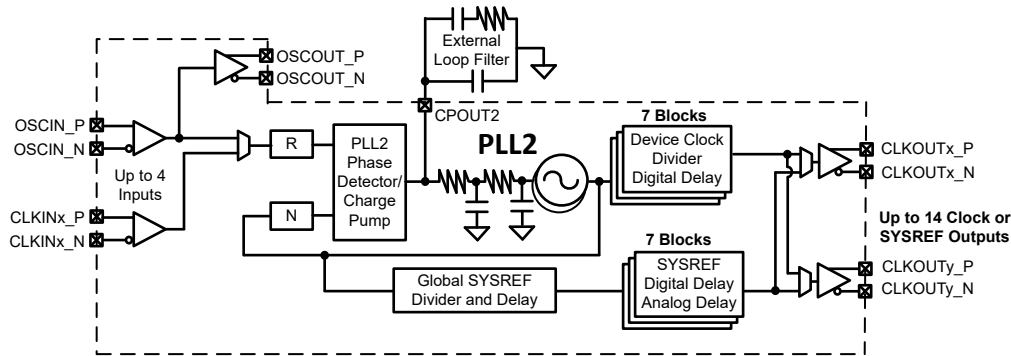 External
Loop Filter
OSCOUT_P
OSCOUT_N
CPOUT2
OSCIN_P
OSCIN_N
Up to 4
Inputs
CLKINx_P
CLKINx_N
R
N
PLL2
Phase
Detector/
Charge
Pump
PLL2
7 Blocks
Device Clock
Divider
Digital Delay
CLKOUTx_P
CLKOUTx_N
Up to 14 Clock or
SYSREF Outputs
7 Blocks
SYSREF
Digital Delay
Analog Delay
Global SYSREF
Divider and Delay
CLKOUTy_P
CLKOUTy_N